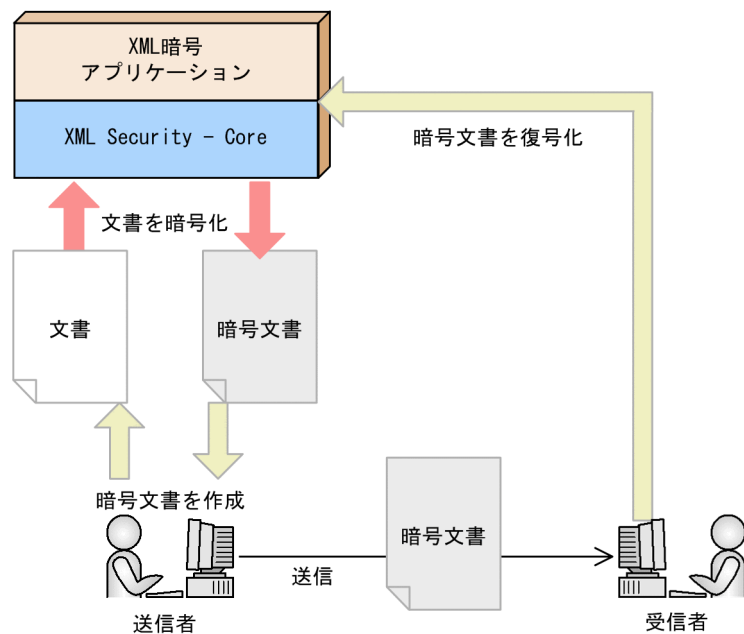 XML暗号
アプリケーション
XML Security - Core
暗号文書を復号化
文書を暗号化
文書
暗号文書
暗号文書を作成
暗号文書
送信
送信者
受信者